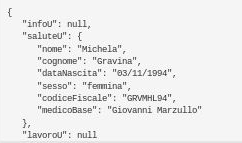 {
"infoU": null,
"saluteU": {
"nome": "Michela",
"cognome": "Gravina",
"dataNascita": "03/11/1994",
"sesso": "femmina",
"codiceFiscale": "GRVMHL94",
"medicoBase": "Giovanni Marzullo"
},
"lavoroU": null